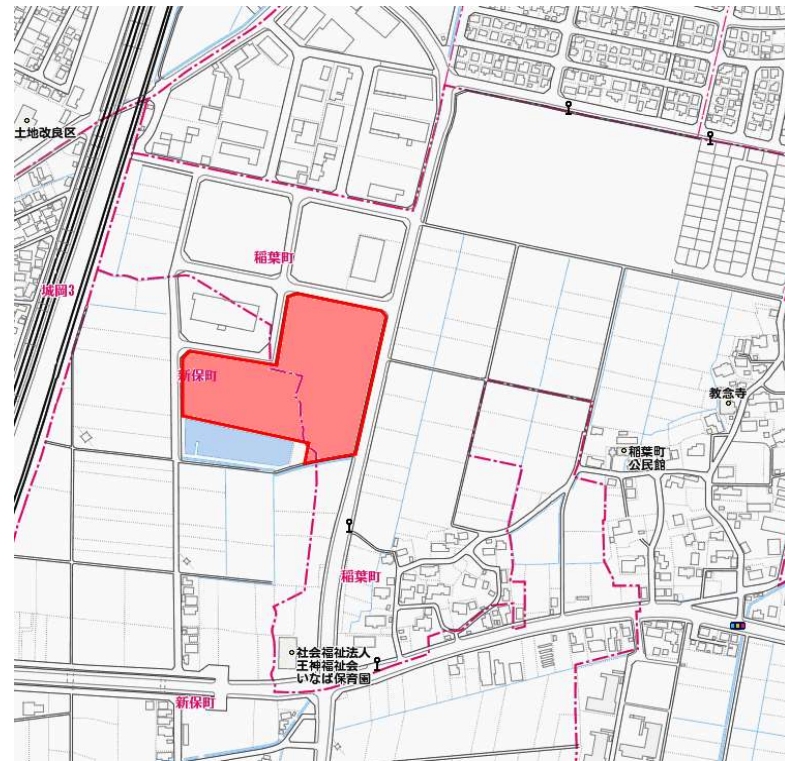 土地改良区
稲葉町
城岡3
新保町
教念寺
稲葉町
公民館
稲葉町
社会福祉法人
王神福祉会
いなば保育園
新保町